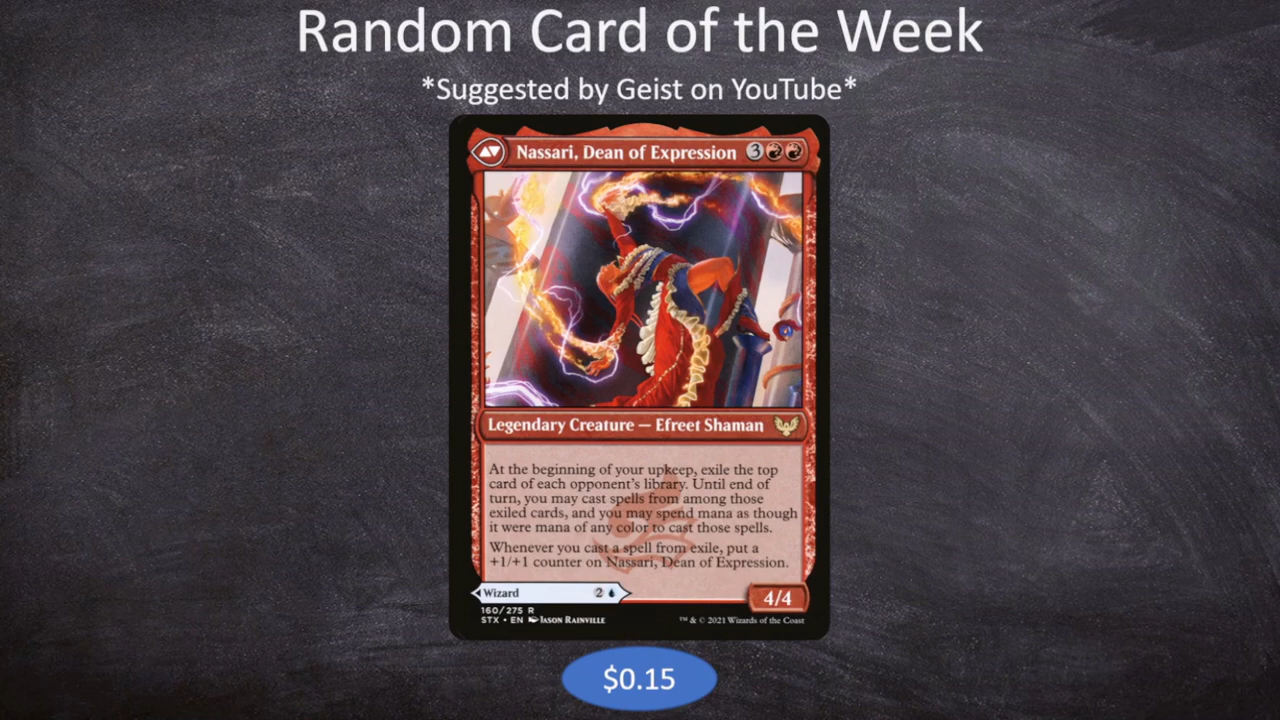 Random Card of the Week
*Suggested by Geist on YouTube*
Nassari, Dean of Expression 3
Legendary Creature — Efreet Shaman
At the beginning of your upkeep, exile the top
card of each opponent's library. Until end of
turn, you may cast spells from among those
exiled cards, and you may spend mana as though
it were mana of any color to cast those spells.
Whenever you cast a spell from exile, put a
+1/+1 counter on Nassari, Dean of Expression.
Wizard 2
4/4
160/275 R
STX • EN JASON RAINVILLE
™ & © 2021 Wizards of the Coast
$0.15